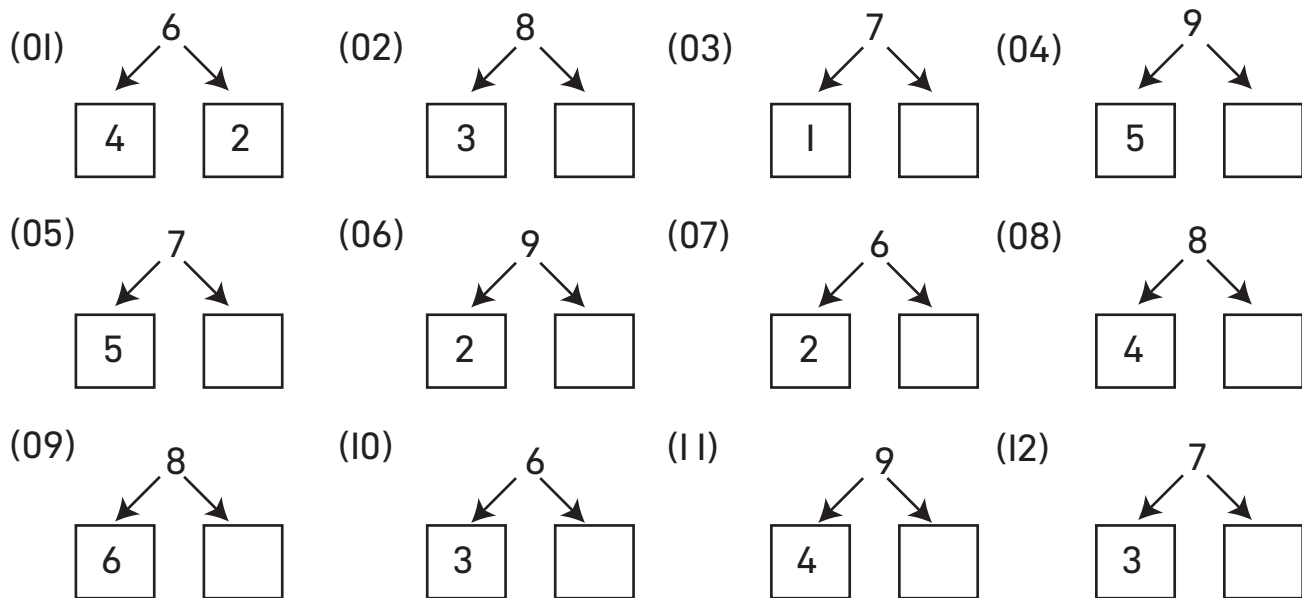 (01) 6 (02) 8 (03) 7 (04) 9
4 2 3 1 5
(05) 7 (06) 9 (07) 6 (08) 8
5 2 2 4
(09) 8 (10) 6 (11) 9 (12) 7
6 3 4 3